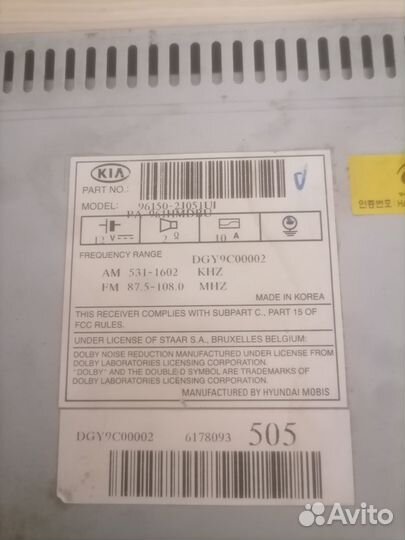 KIA
PART NO.:
96150-2J051UI
MODEL:
PA-961HMDBU
12 V
2 Ω
10 A
FREQUENCY RANGE
DGY9C00002
AM 531-1602 KHZ
FM 87.5-108.0 MHZ
MADE IN KOREA
THIS RECEIVER COMPLIES WITH SUBPART C., PART 15 OF
FCC RULES.
UNDER LICENSE OF STAAR S.A., BRUXELLES BELGIUM:
DOLBY NOISE REDUCTION MANUFACTURED UNDER LICENSE FROM
DOLBY LABORATORIES LICENSING CORPORATION.
"DOLBY" AND THE DOUBLE-D SYMBOL ARE TRADEMARKS OF
DOLBY LABORATORIES LICENSING CORPORATION.
MANUFACTURED BY HYUNDAI MOBIS
DGY9C00002 6178093 505
인증번호
Avito